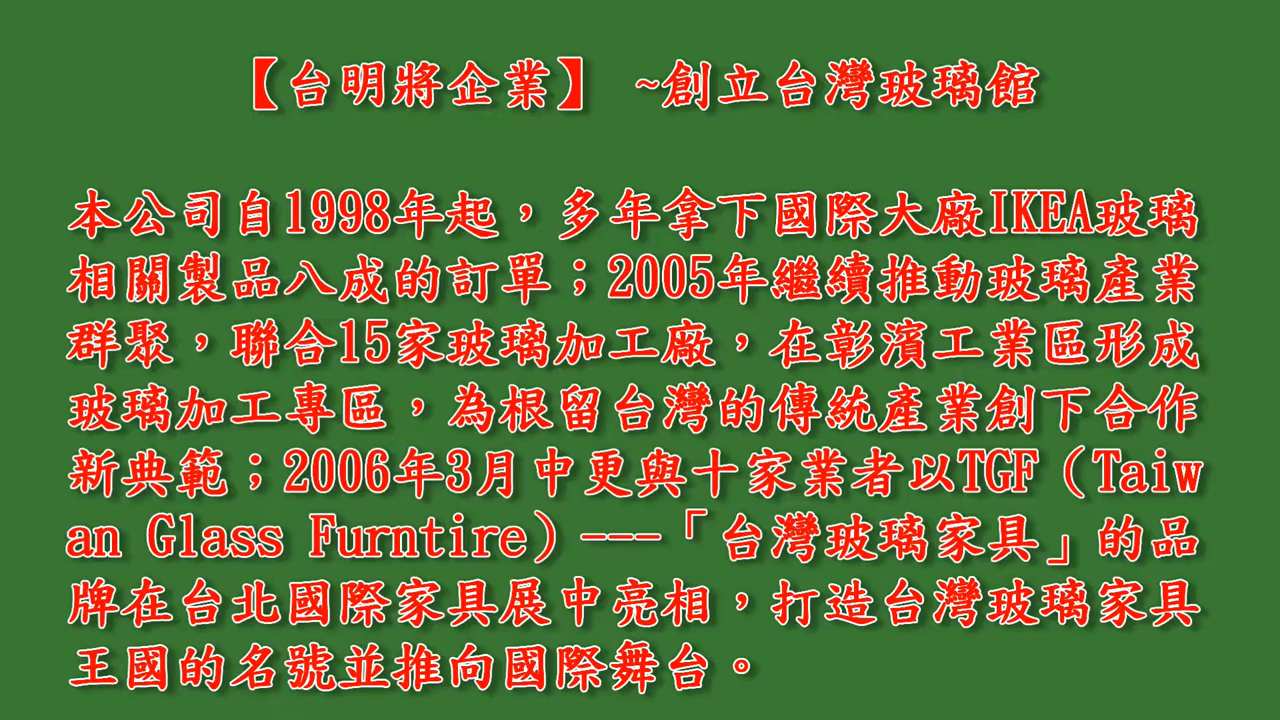 【台明將企業】 ~創立台灣玻璃館
本公司自1998年起，多年拿下國際大廠IKEA玻璃
相關製品八成的訂單；2005年繼續推動玻璃產業
群聚，聯合15家玻璃加工廠，在彰濱工業區形成
玻璃加工專區，為根留台灣的傳統產業創下合作
新典範；2006年3月中更與十家業者以TGF（Taiw
an Glass Furntire）---「台灣玻璃家具」的品
牌在台北國際家具展中亮相，打造台灣玻璃家具
王國的名號並推向國際舞台。